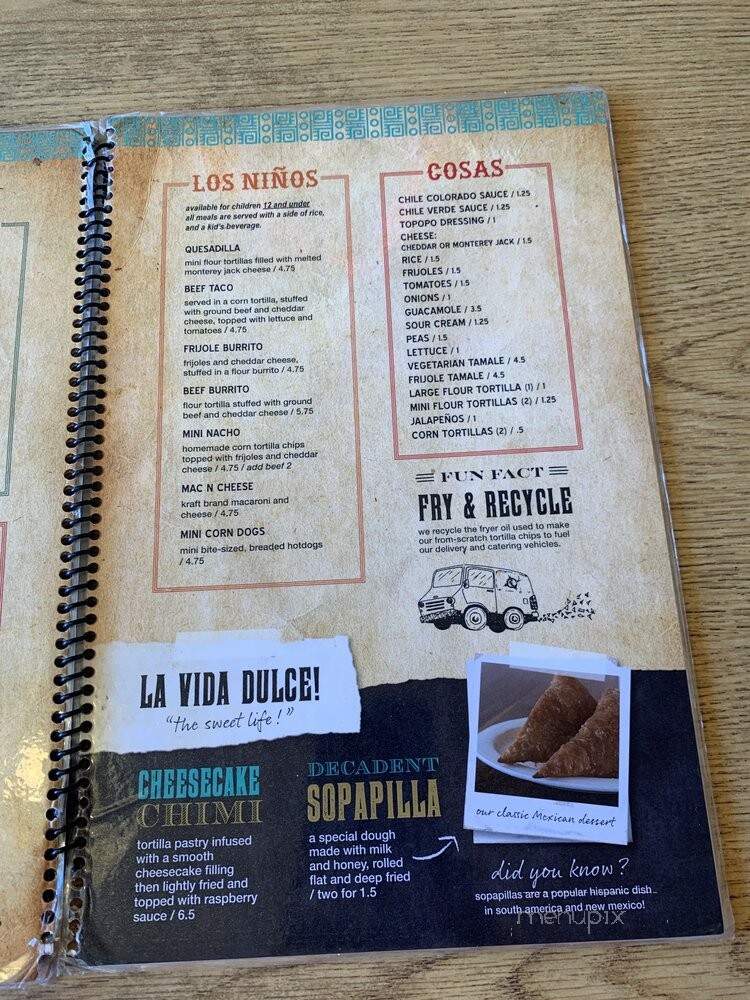 LOS NIÑOS
available for children 12 and under
all meals are served with a side of rice,
and a kid's beverage.
QUESADILLA
mini flour tortillas filled with melted
monterey jack cheese / 4.75
BEEF TACO
served in a corn tortilla, stuffed
with ground beef and cheddar
cheese, topped with lettuce and
tomatoes / 4.75
FRIJOLE BURRITO
frijoles and cheddar cheese,
stuffed in a flour burrito / 4.75
BEEF BURRITO
flour tortilla stuffed with ground
beef and cheddar cheese / 5.75
MINI NACHO
homemade corn tortilla chips
topped with frijoles and cheddar
cheese / 4.75 / add beef 2
MAC N CHEESE
kraft brand macaroni and
cheese / 4.75
MINI CORN DOGS
mini bite-sized, breaded hotdogs
/ 4.75
COSAS
CHILE COLORADO SAUCE / 1.25
CHILE VERDE SAUCE / 1.25
TOPOPO DRESSING / 1
CHEESE:
CHEDDAR OR MONTEREY JACK / 1.5
RICE / 1.5
FRIJOLES / 1.5
TOMATOES / 1.5
ONIONS / 1
GUACAMOLE / 3.5
SOUR CREAM / 1.25
PEAS / 1.5
LETTUCE / 1
VEGETARIAN TAMALE / 4.5
FRIJOLE TAMALE / 4.5
LARGE FLOUR TORTILLA (1) / 1
MINI FLOUR TORTILLAS (2) / 1.25
JALAPEÑOS / 1
CORN TORTILLAS (2) / .5
FUN FACT
FRY & RECYCLE
we recycle the fryer oil used to make
our from-scratch tortilla chips to fuel
our delivery and catering vehicles.
LA VIDA DULCE!
"the sweet life!"
CHEESECAKE
CHIMI
tortilla pastry infused
with a smooth
cheesecake filling
then lightly fried and
topped with raspberry
sauce / 6.5
DECADENT
SOPAPILLA
a special dough
made with milk
and honey, rolled
flat and deep fried
/ two for 1.5
our classic Mexican dessert
did you know?
sopapillas are a popular hispanic dish
in south america and new mexico!
menupix